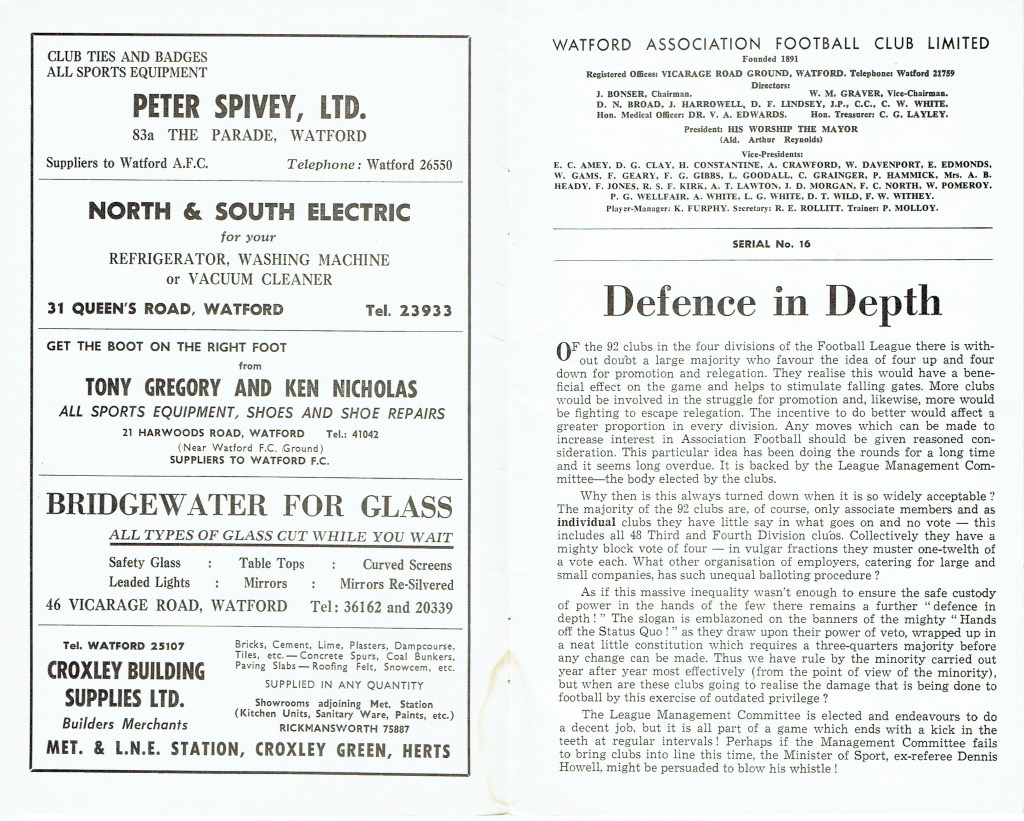 CLUB TIES AND BADGES
ALL SPORTS EQUIPMENT
PETER SPIVEY, LTD.
83a THE PARADE, WATFORD
Suppliers to Watford A.F.C. Telephone: Watford 26550
NORTH & SOUTH ELECTRIC
for your
REFRIGERATOR, WASHING MACHINE
or VACUUM CLEANER
31 QUEEN'S ROAD, WATFORD Tel. 23933
GET THE BOOT ON THE RIGHT FOOT
from
TONY GREGORY AND KEN NICHOLAS
ALL SPORTS EQUIPMENT, SHOES AND SHOE REPAIRS
21 HARWOODS ROAD, WATFORD Tel.: 41042
(Near Watford F.C. Ground)
SUPPLIERS TO WATFORD F.C.
BRIDGEWATER FOR GLASS
ALL TYPES OF GLASS CUT WHILE YOU WAIT
Safety Glass : Table Tops : Curved Screens
Leaded Lights : Mirrors : Mirrors Re-Silvered
46 VICARAGE ROAD, WATFORD Tel: 36162 and 20339
Tel. WATFORD 25107
CROXLEY BUILDING
SUPPLIES LTD.
Builders Merchants
Bricks, Cement, Lime, Plasters, Dampcourse,
Tiles, etc.—Concrete Spurs, Coal Bunkers,
Paving Slabs—Roofing Felt, Snowcem, etc.
SUPPLIED IN ANY QUANTITY
Showrooms adjoining Met. Station
(Kitchen Units, Sanitary Ware, Paints, etc.)
RICKMANSWORTH 75887
MET. & L.N.E. STATION, CROXLEY GREEN, HERTS
WATFORD ASSOCIATION FOOTBALL CLUB LIMITED
Founded 1891
Registered Offices: VICARAGE ROAD GROUND, WATFORD. Telephone: Watford 21759
Directors:
J. BONSER, Chairman. W. M. GRAVER, Vice-Chairman.
D. N. BROAD, J. HARROWELL, D. F. LINDSEY, J.P., C.C., C. W. WHITE.
Hon. Medical Officer: DR. V. A. EDWARDS. Hon. Treasurer: C. G. LAYLEY.
President: HIS WORSHIP THE MAYOR
(Ald. Arthur Reynolds)
Vice-Presidents:
E. C. AMEY, D. G. CLAY, H. CONSTANTINE, A. CRAWFORD, W. DAVENPORT, E. EDMONDS,
W. GAMS, F. GEARY, F. G. GIBBS, L. GOODALL, C. GRAINGER, P. HAMMICK, Mrs. A. B.
HEADY, F. JONES, R. S. F. KIRK, A. T. LAWTON, J. D. MORGAN, F. C. NORTH, W. POMEROY,
P. G. WELLFAIR, A. WHITE, L. G. WHITE, D. T. WILD, F. W. WITHEY.
Player-Manager: K. FURPHY. Secretary: R. E. ROLLITT. Trainer: P. MOLLOY.
SERIAL No. 16
Defence in Depth
OF the 92 clubs in the four divisions of the Football League there is with-
out doubt a large majority who favour the idea of four up and four
down for promotion and relegation. They realise this would have a bene-
ficial effect on the game and helps to stimulate falling gates. More clubs
would be involved in the struggle for promotion and, likewise, more would
be fighting to escape relegation. The incentive to do better would affect a
greater proportion in every division. Any moves which can be made to
increase interest in Association Football should be given reasoned con-
sideration. This particular idea has been doing the rounds for a long time
and it seems long overdue. It is backed by the League Management Com-
mittee—the body elected by the clubs.
Why then is this always turned down when it is so widely acceptable?
The majority of the 92 clubs are, of course, only associate members and as
individual clubs they have little say in what goes on and no vote — this
includes all 48 Third and Fourth Division clubs. Collectively they have a
mighty block vote of four — in vulgar fractions they muster one-twelth of
a vote each. What other organisation of employers, catering for large and
small companies, has such unequal balloting procedure?
As if this massive inequality wasn't enough to ensure the safe custody
of power in the hands of the few there remains a further "defence in
depth!" The slogan is emblazoned on the banners of the mighty "Hands
off the Status Quo!" as they draw upon their power of veto, wrapped up in
a neat little constitution which requires a three-quarters majority before
any change can be made. Thus we have rule by the minority carried out
year after year most effectively (from the point of view of the minority),
but when are these clubs going to realise the damage that is being done to
football by this exercise of outdated privilege?
The League Management Committee is elected and endeavours to do
a decent job, but it is all part of a game which ends with a kick in the
teeth at regular intervals! Perhaps if the Management Committee fails
to bring clubs into line this time, the Minister of Sport, ex-referee Dennis
Howell, might be persuaded to blow his whistle!